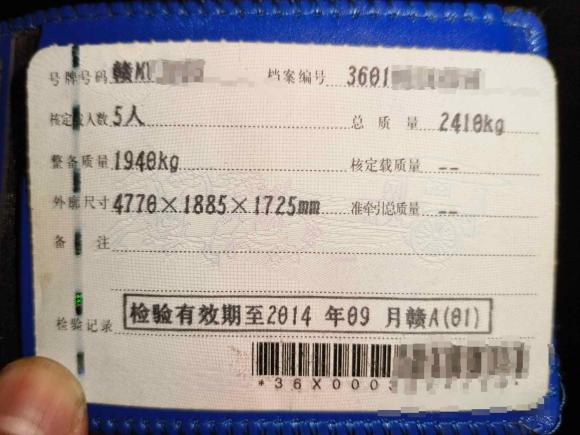 号牌号码 赣M 档案编号 3601
核定载人数 5人 总质量 2410kg
整备质量 1940kg 核定载质量 --
外廓尺寸 4770×1885×1725mm 准牵引总质量 --
备注
检验记录 检验有效期至2014 年09 月赣A(01)
*36X0003